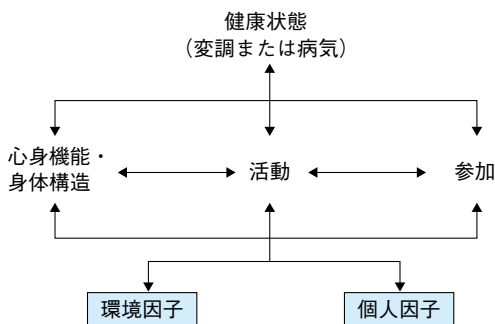 健康状態
（変調または病気）
心身機能・
身体構造
活動
参加
環境因子
個人因子